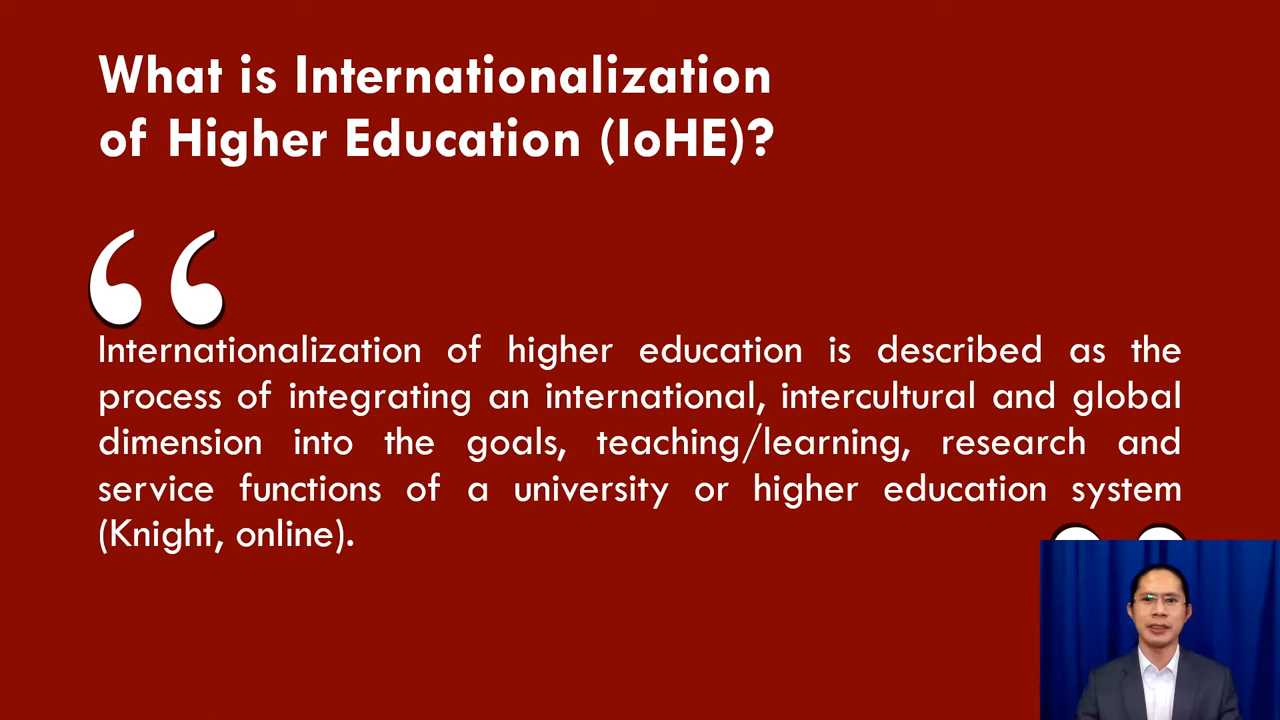 What is Internationalization
of Higher Education (IoHE)?
“
Internationalization of higher education is described as the
process of integrating an international, intercultural and global
dimension into the goals, teaching/learning, research and
service functions of a university or higher education system
(Knight, online).